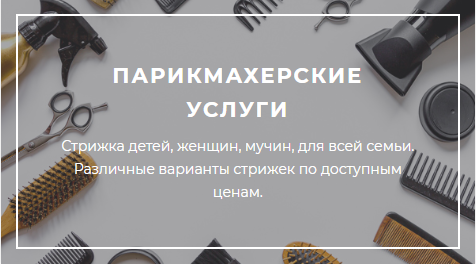 ПАРИКМАХЕРСКИЕ
УСЛУГИ
Стрижка детей, женщин, мучин, для всей семьи.
Различные варианты стрижек по доступным
ценам.